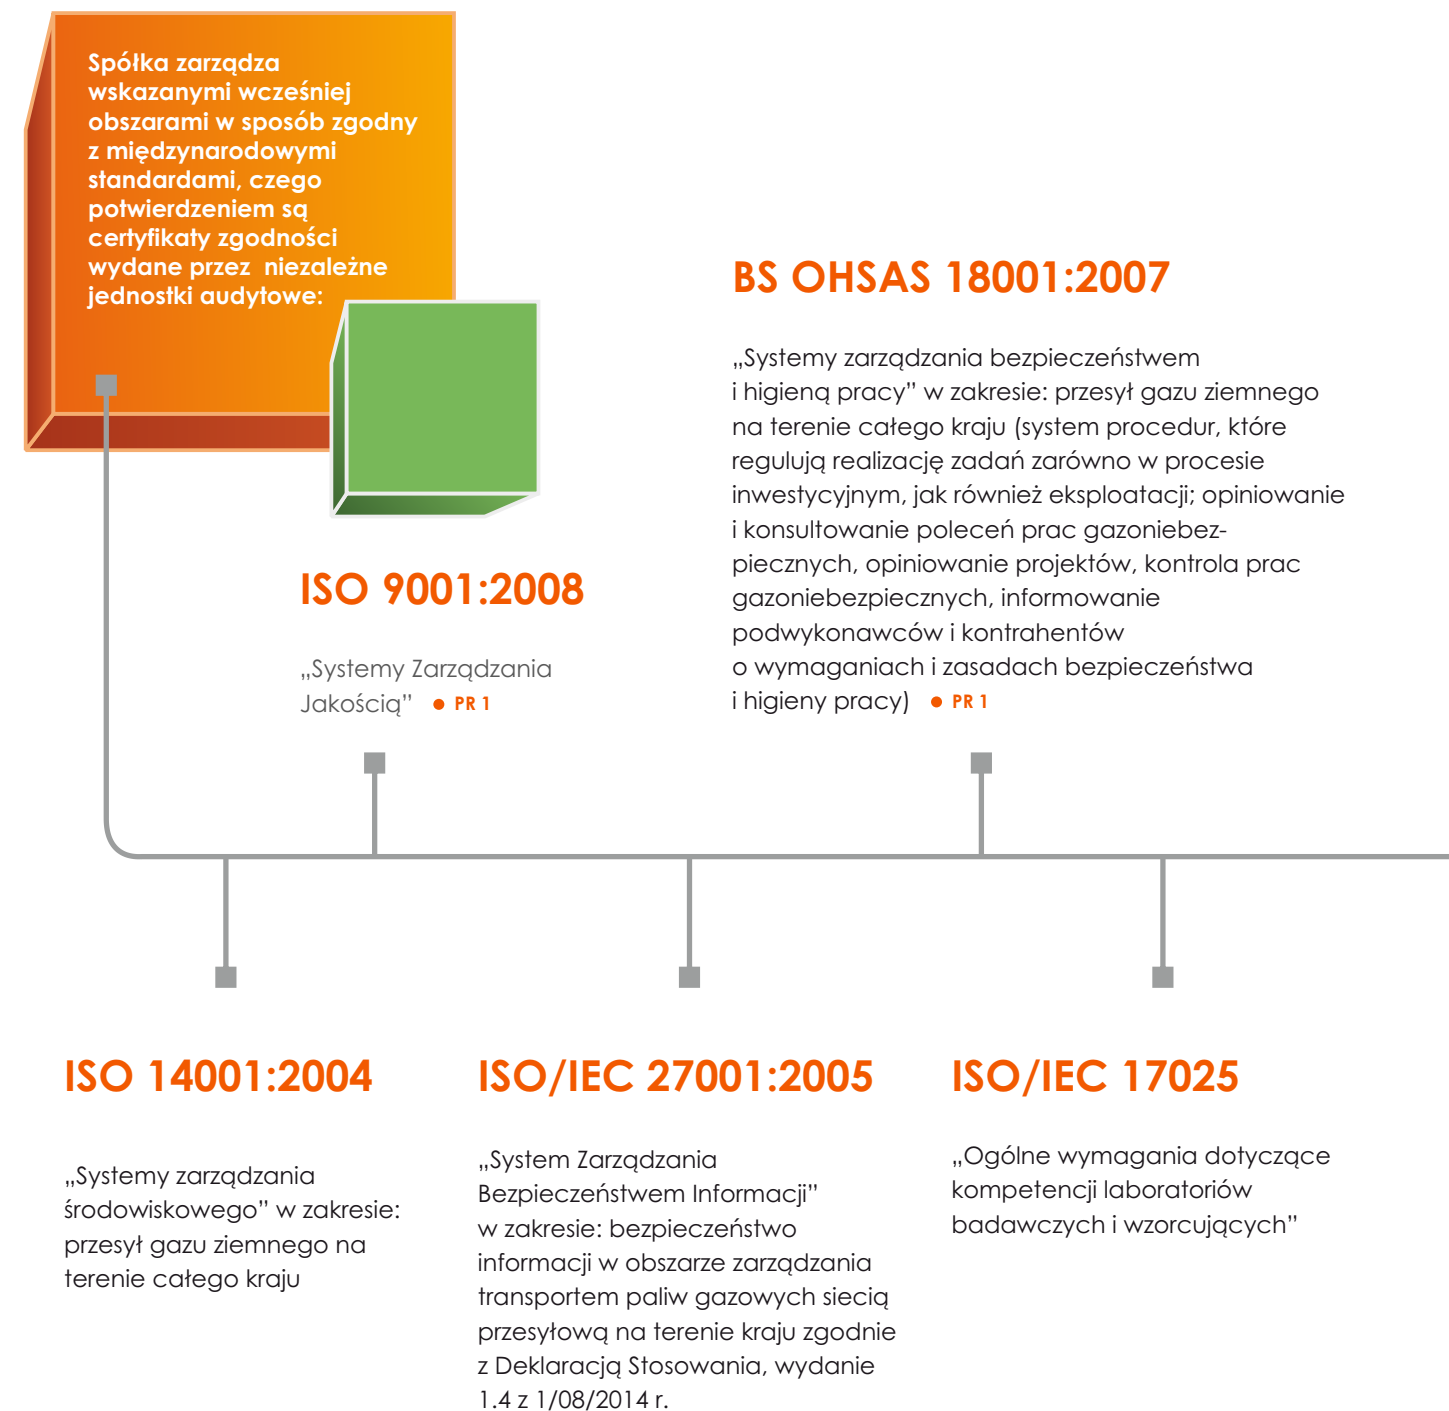 Spółka zarządza
wskazanymi wcześniej
obszarami w sposób zgodny
z międzynarodowymi
standardami, czego
potwierdzeniem są
certyfikaty zgodności
wydane przez niezależne
jednostki audytowe:
ISO 9001:2008
„Systemy Zarządzania
Jakością” ● PR 1
BS OHSAS 18001:2007
„Systemy zarządzania bezpieczeństwem
i higieną pracy” w zakresie: przesył gazu ziemnego
na terenie całego kraju (system procedur, które
regulują realizację zadań zarówno w procesie
inwestycyjnym, jak również eksploatacji; opiniowanie
i konsultowanie poleceń prac gazoniebez-
piecznych, opiniowanie projektów, kontrola prac
gazoniebezpiecznych, informowanie
podwykonawców i kontrahentów
o wymaganiach i zasadach bezpieczeństwa
i higieny pracy) ● PR 1
ISO 14001:2004
„Systemy zarządzania
środowiskowego” w zakresie:
przesył gazu ziemnego na
terenie całego kraju
ISO/IEC 27001:2005
„System Zarządzania
Bezpieczeństwem Informacji”
w zakresie: bezpieczeństwo
informacji w obszarze zarządzania
transportem paliw gazowych siecią
przesyłową na terenie kraju zgodnie
z Deklaracją Stosowania, wydanie
1.4 z 1/08/2014 r.
ISO/IEC 17025
„Ogólne wymagania dotyczące
kompetencji laboratoriów
badawczych i wzorcujących”